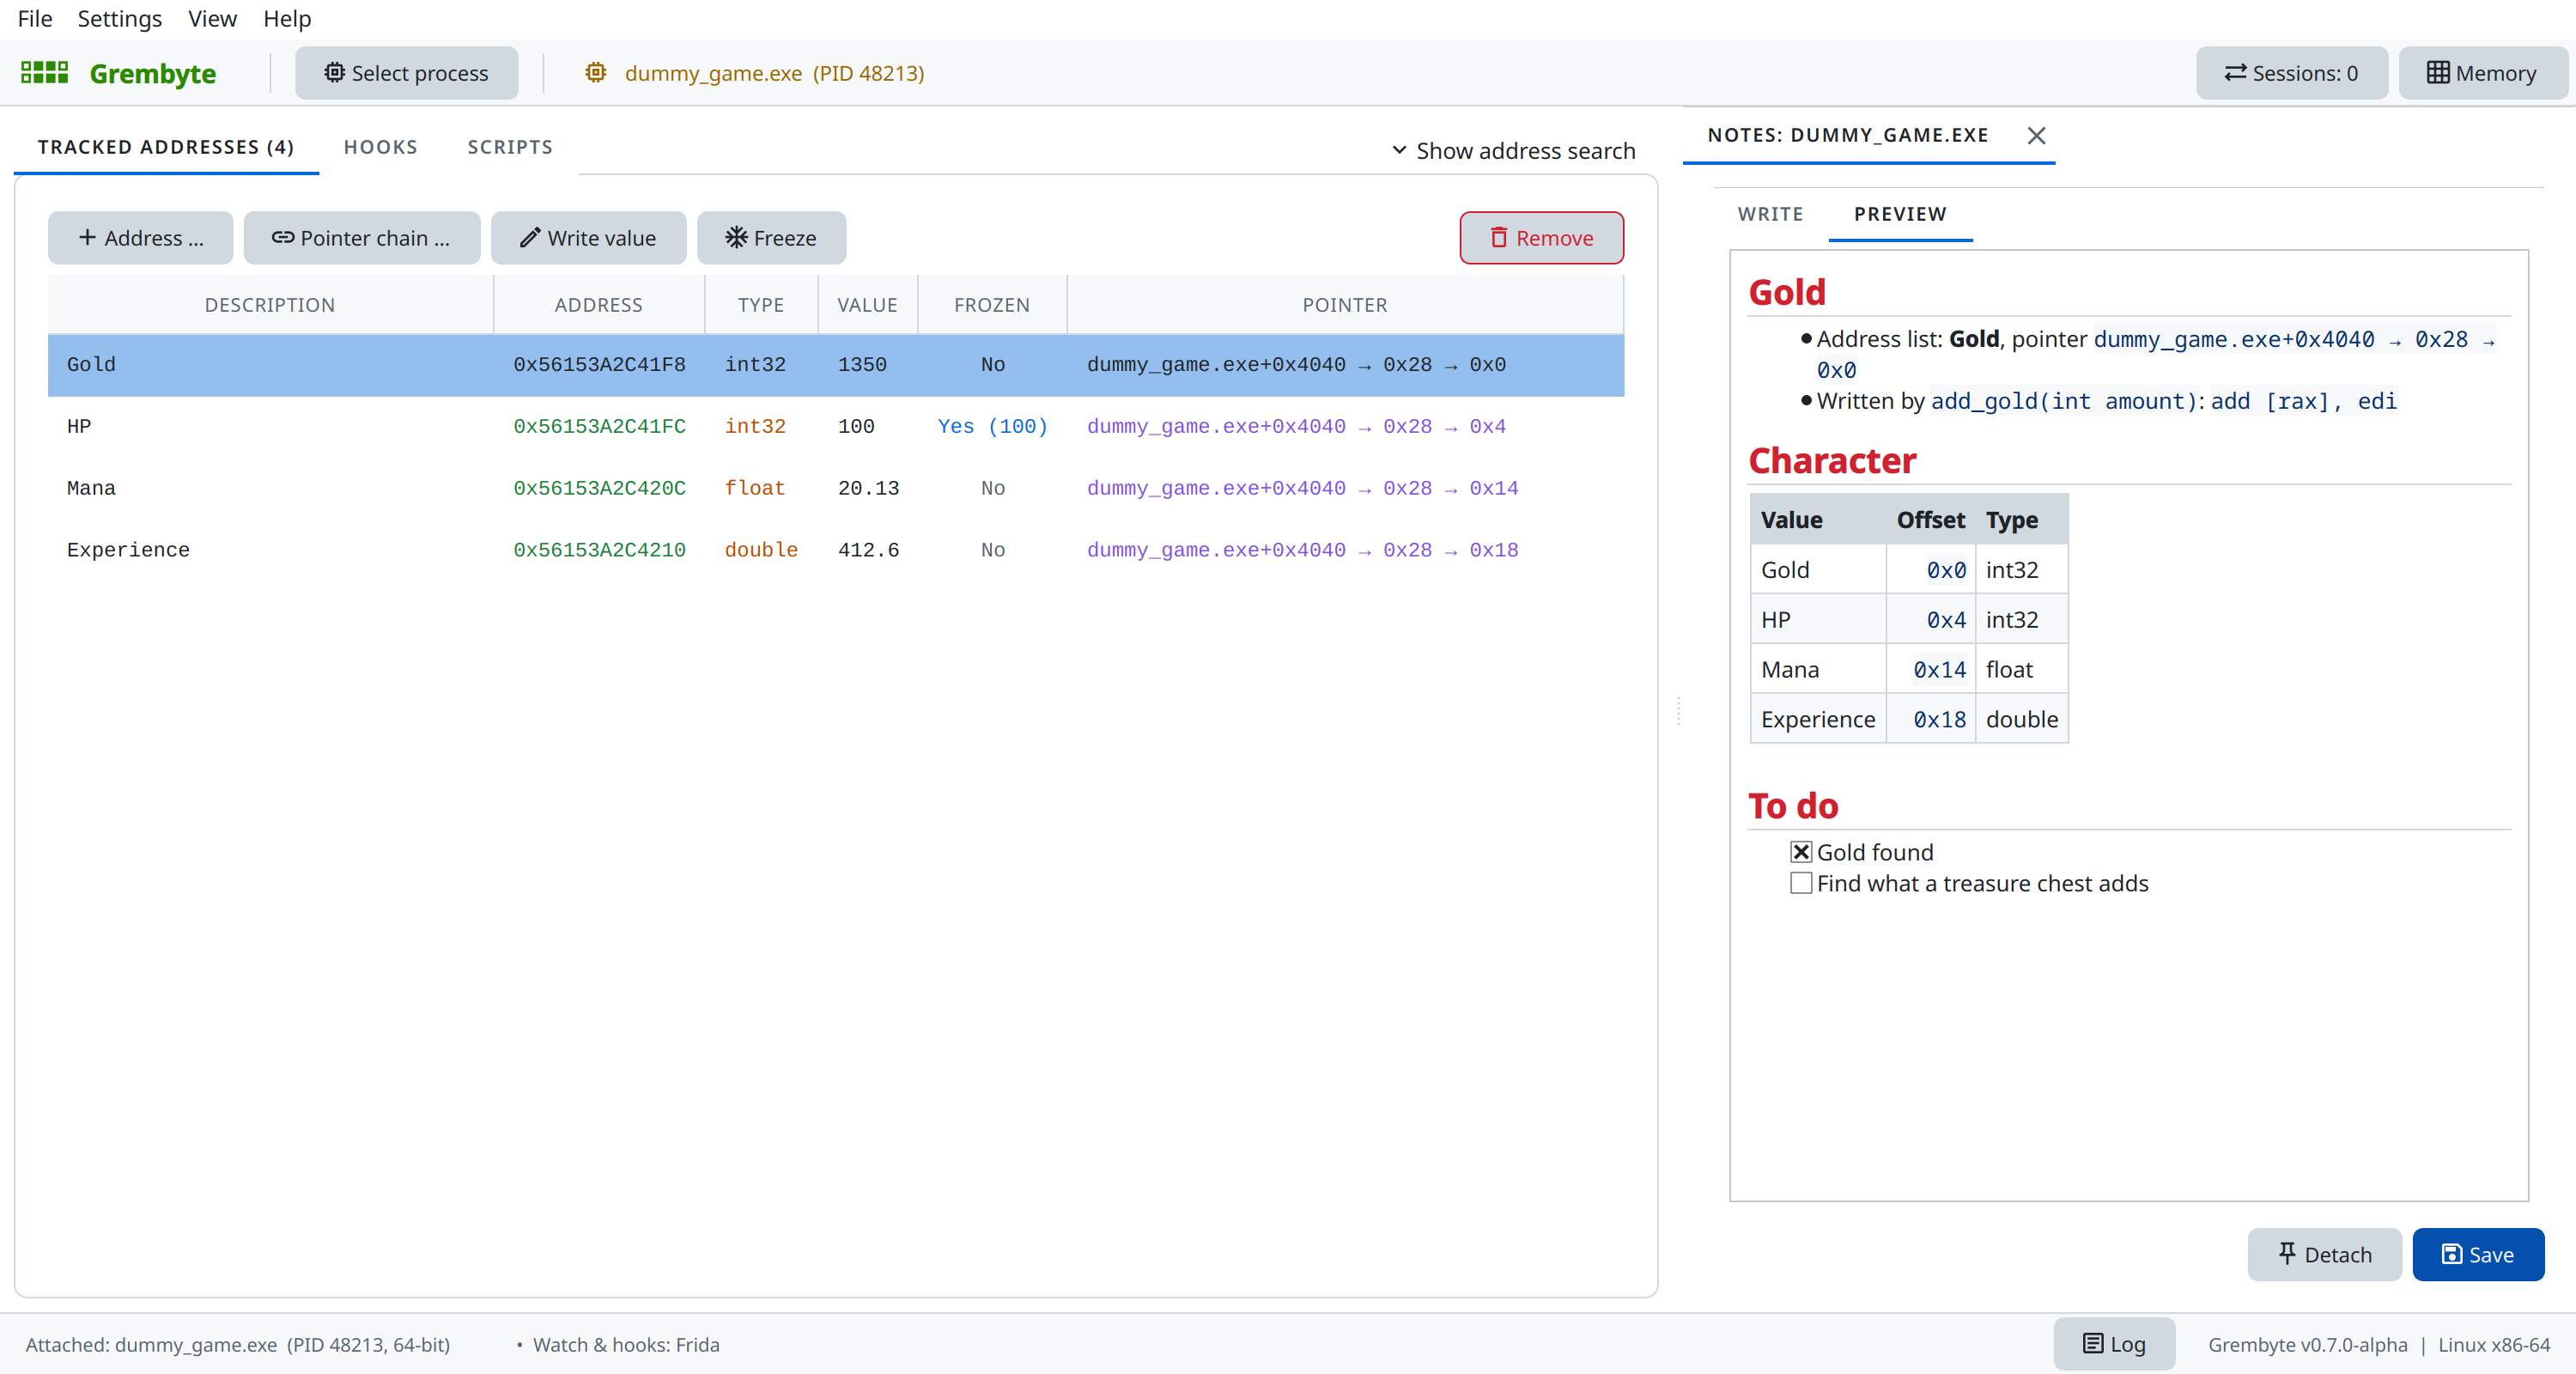 File Settings View Help
Grembyte Select process dummy_game.exe (PID 48213) Sessions: 0 Memory
TRACKED ADDRESSES (4) HOOKS SCRIPTS Show address search
+ Address ... Pointer chain ... Write value Freeze Remove
DESCRIPTION ADDRESS TYPE VALUE FROZEN POINTER
Gold 0x56153A2C41F8 int32 1350 No dummy_game.exe+0x4040 → 0x28 → 0x0
HP 0x56153A2C41FC int32 100 Yes (100) dummy_game.exe+0x4040 → 0x28 → 0x4
Mana 0x56153A2C420C float 20.13 No dummy_game.exe+0x4040 → 0x28 → 0x14
Experience 0x56153A2C4210 double 412.6 No dummy_game.exe+0x4040 → 0x28 → 0x18
NOTES: DUMMY_GAME.EXE
WRITE PREVIEW
Gold
• Address list: Gold, pointer dummy_game.exe+0x4040 → 0x28 →
0x0
• Written by add_gold(int amount): add [rax], edi
Character
Value Offset Type
Gold 0x0 int32
HP 0x4 int32
Mana 0x14 float
Experience 0x18 double
To do
Gold found
Find what a treasure chest adds
Detach Save
Attached: dummy_game.exe (PID 48213, 64-bit) • Watch & hooks: Frida Log Grembyte v0.7.0-alpha | Linux x86-64